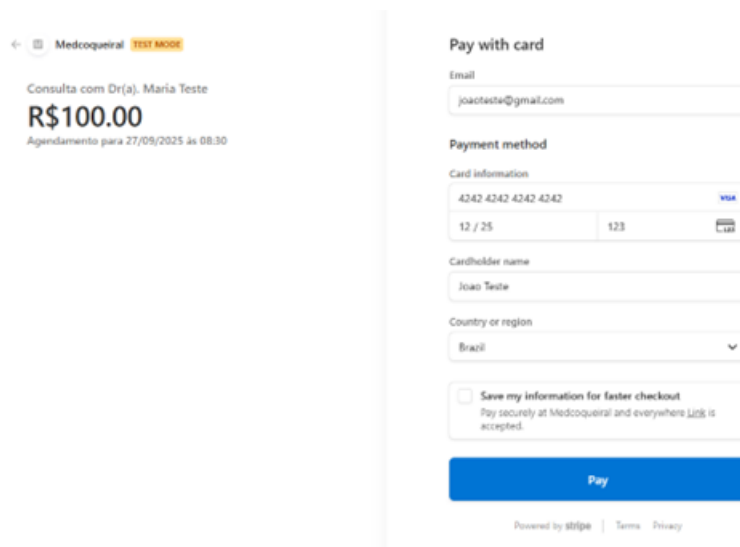 Medcoqueiral TEST MODE
Consulta com Dr(a). Maria Teste
R$100.00
Agendamento para 27/09/2025 às 08:30
Pay with card
Email
joaoteste@gmail.com
Payment method
Card information
4242 4242 4242 4242 VISA
12 / 25 123
Cardholder name
Joao Teste
Country or region
Brazil
Save my information for faster checkout
Pay securely at Medcoqueiral and everywhere Link is
accepted.
Pay
Powered by stripe | Terms Privacy